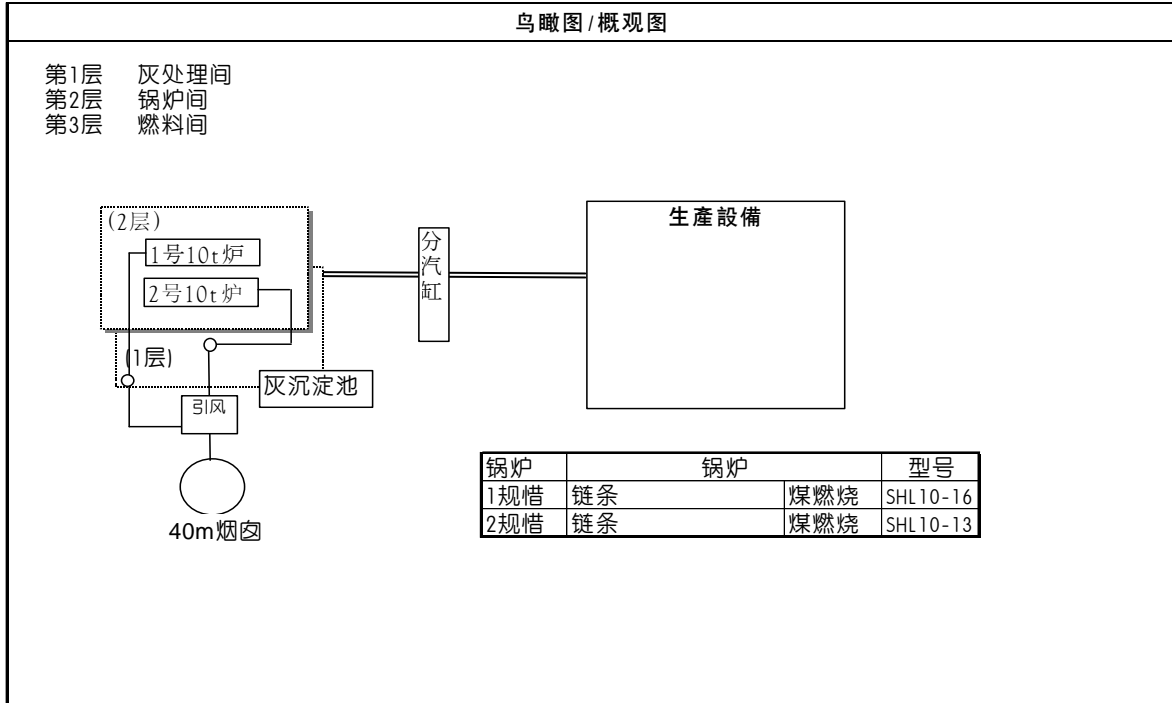 鸟瞰图/概观图
第1层 灰处理间
第2层 锅炉间
第3层 燃料间
(2层)
1号10t炉
2号10t炉
(1层)
引风
40m烟囱
灰沉淀池
分汽缸
生產設備
锅炉 锅炉 型号
1规惜 链条 煤燃烧 SHL10-16
2规惜 链条 煤燃烧 SHL10-13